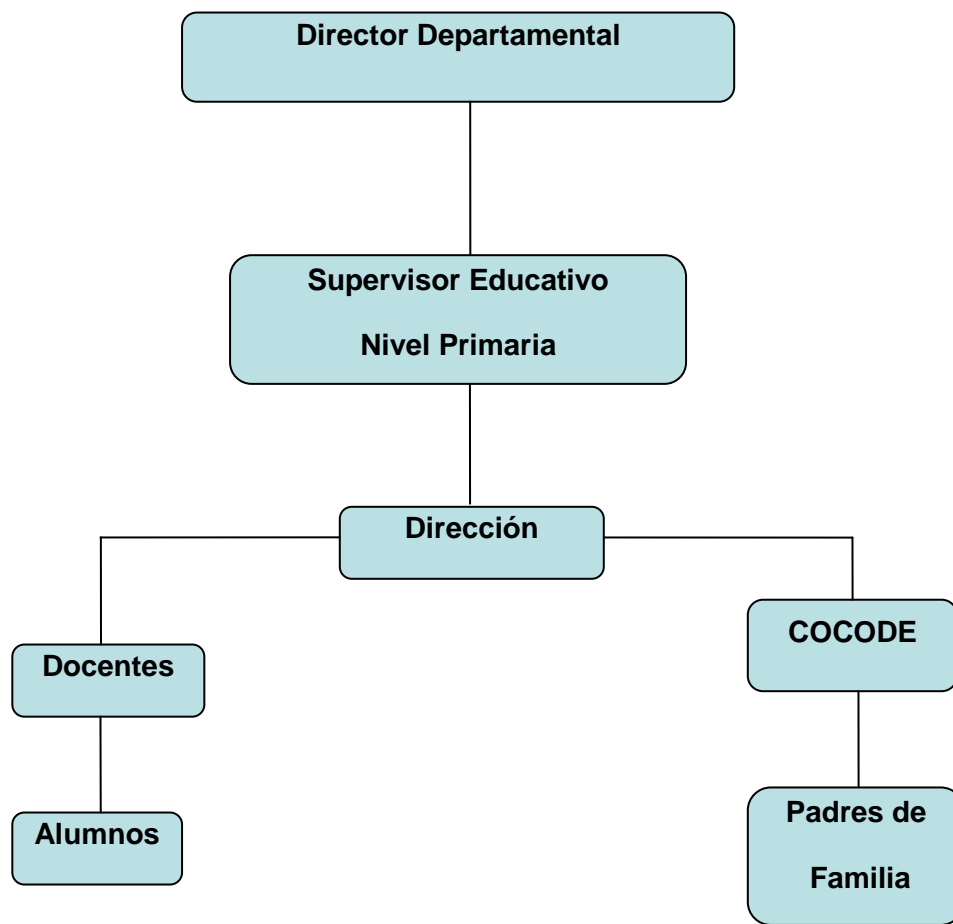 Director Departamental
Supervisor Educativo
Nivel Primaria
Dirección
COCODE
Docentes
Padres de
Familia
Alumnos